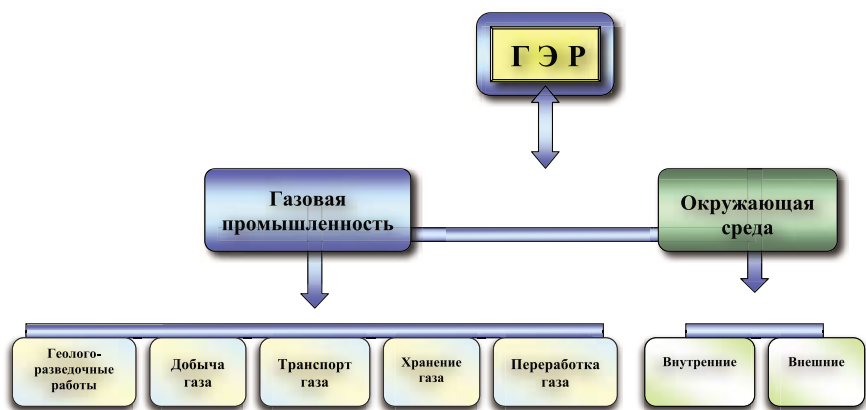 Г Э Р
Газовая
промышленность
Окружающая
среда
Геолого-
разведочные
работы
Добыча
газа
Транспорт
газа
Хранение
газа
Переработка
газа
Внутренние
Внешние